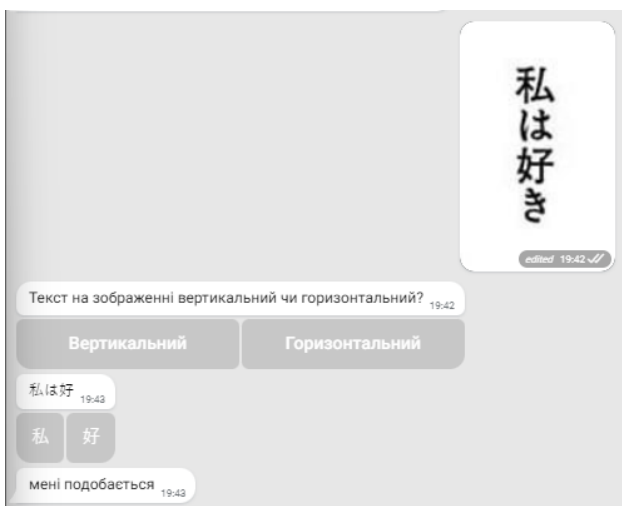 私は好き
edited 19:42
Текст на зображенні вертикальний чи горизонтальний? 19:42
Вертикальний Горизонтальний
私は好 19:43
私 好
мені подобається 19:43